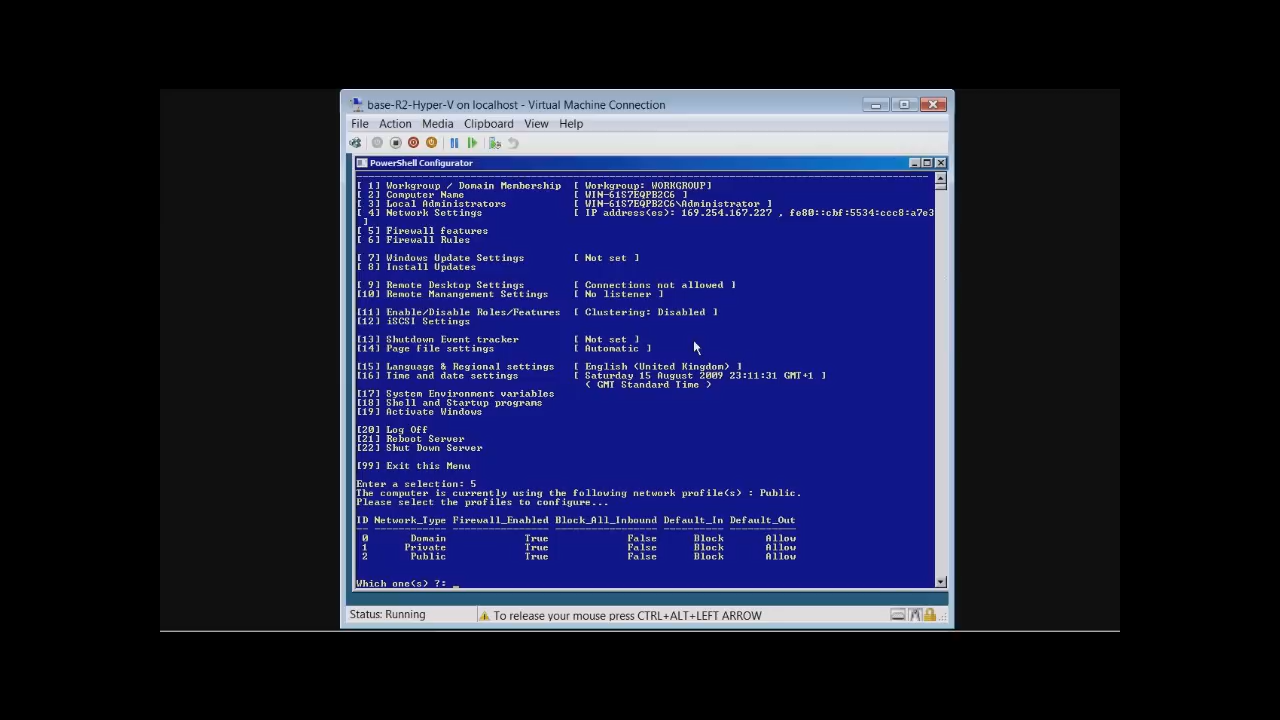 base-R2-Hyper-V on localhost - Virtual Machine Connection
File Action Media Clipboard View Help
PowerShell Configurator
[ 1] Workgroup / Domain Membership [ Workgroup: WORKGROUP]
[ 2] Computer Name [ WIN-61S7EQPB2C6 ]
[ 3] Local Administrators [ WIN-61S7EQPB2C6\Administrator ]
[ 4] Network Settings [ IP address(es): 169.254.167.227 , fe80::cbf:5534:ccc8:a7e3
]
[ 5] Firewall features
[ 6] Firewall Rules
[ 7] Windows Update Settings [ Not set ]
[ 8] Install Updates
[ 9] Remote Desktop Settings [ Connections not allowed ]
[10] Remote Management Settings [ No listener ]
[11] Enable/Disable Roles/Features [ Clustering: Disabled ]
[12] iSCSI Settings
[13] Shutdown Event tracker [ Not set ]
[14] Page file settings [ Automatic ]
[15] Language & Regional settings [ English (United Kingdom) ]
[16] Time and date settings [ Saturday 15 August 2009 23:11:31 GMT+1 ]
( GMT Standard Time )
[17] System Environment variables
[18] Shell and Startup programs
[19] Activate Windows
[20] Log Off
[21] Reboot Server
[22] Shut Down Server
[99] Exit this Menu
Enter a selection: 5
The computer is currently using the following network profile(s) : Public.
Please select the profiles to configure...
ID Network_Type Firewall_Enabled Block_All_Inbound Default_In Default_Out
0 Domain True False Block Allow
1 Private True False Block Allow
2 Public True False Block Allow
Which one(s) ?: _
Status: Running To release your mouse press CTRL+ALT+LEFT ARROW